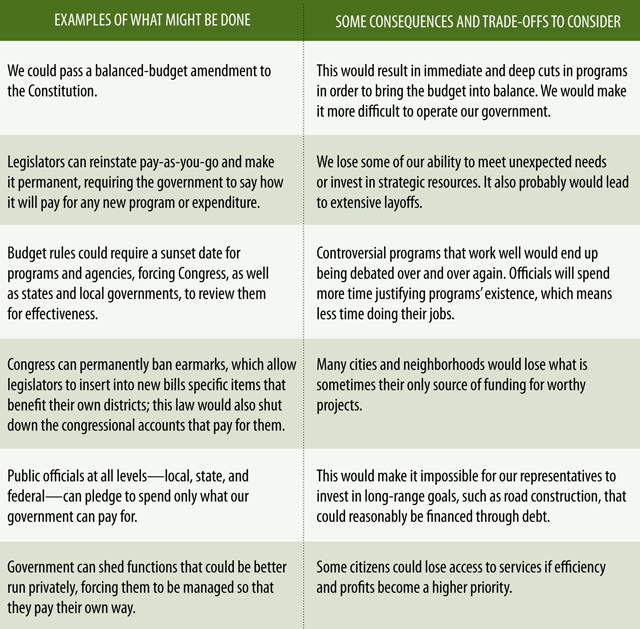 EXAMPLES OF WHAT MIGHT BE DONE
SOME CONSEQUENCES AND TRADE-OFFS TO CONSIDER
We could pass a balanced-budget amendment to
the Constitution.
This would result in immediate and deep cuts in programs
in order to bring the budget into balance. We would make
it more difficult to operate our government.
Legislators can reinstate pay-as-you-go and make
it permanent, requiring the government to say how
it will pay for any new program or expenditure.
We lose some of our ability to meet unexpected needs
or invest in strategic resources. It also probably would lead
to extensive layoffs.
Budget rules could require a sunset date for
programs and agencies, forcing Congress, as well
as states and local governments, to review them
for effectiveness.
Controversial programs that work well would end up
being debated over and over again. Officials will spend
more time justifying programs’ existence, which means
less time doing their jobs.
Congress can permanently ban earmarks, which allow
legislators to insert into new bills specific items that
benefit their own districts; this law would also shut
down the congressional accounts that pay for them.
Many cities and neighborhoods would lose what is
sometimes their only source of funding for worthy
projects.
Public officials at all levels—local, state, and
federal—can pledge to spend only what our
government can pay for.
This would make it impossible for our representatives to
invest in long-range goals, such as road construction, that
could reasonably be financed through debt.
Government can shed functions that could be better
run privately, forcing them to be managed so that
they pay their own way.
Some citizens could lose access to services if efficiency
and profits become a higher priority.